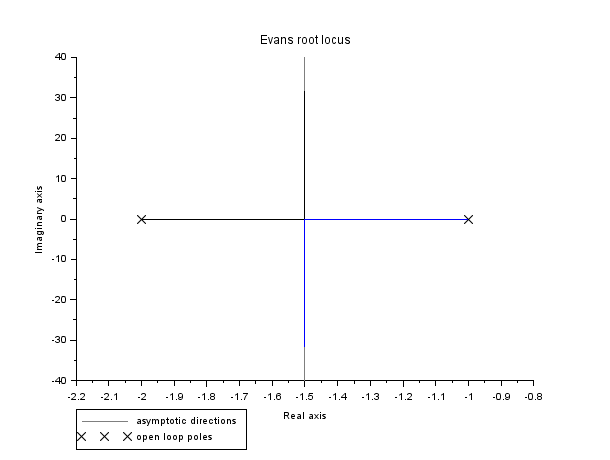 Evans root locus
40
30
20
10
0
-10
-20
-30
-40
Imaginary axis
-2.2 -2.1 -2 -1.9 -1.8 -1.7 -1.6 -1.5 -1.4 -1.3 -1.2 -1.1 -1 -0.9 -0.8
Real axis
asymptotic directions
open loop poles